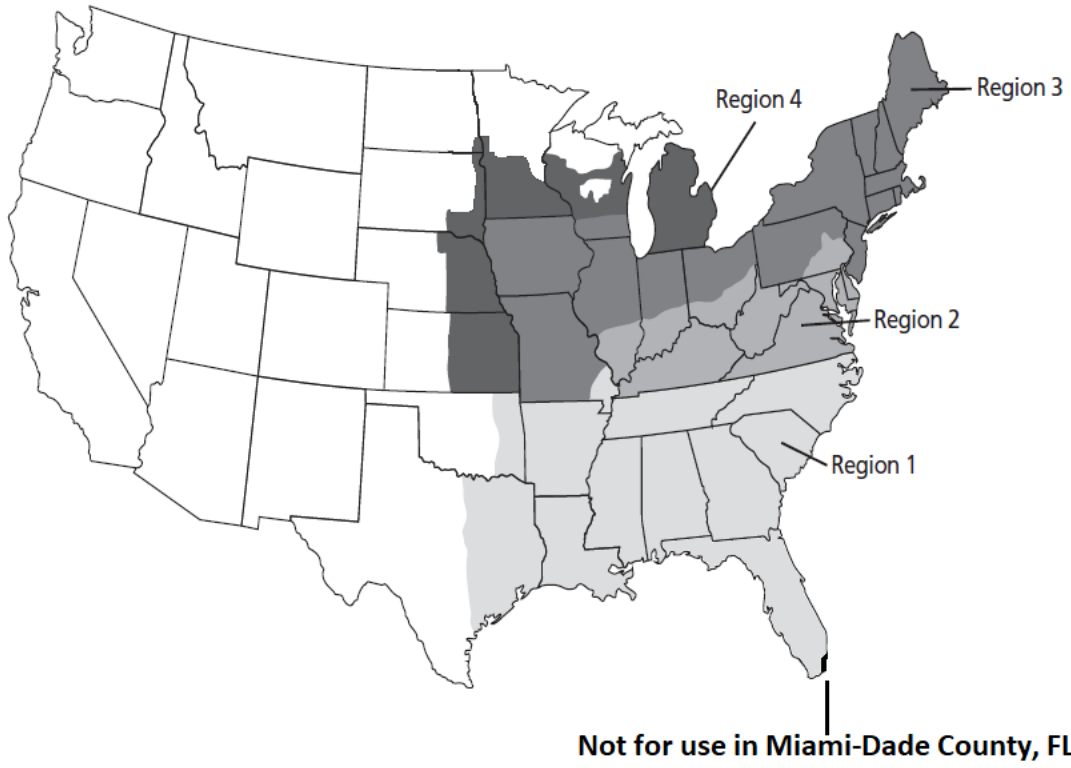 Region 3
Region 4
Region 2
Region 1
Not for use in Miami-Dade County, FL